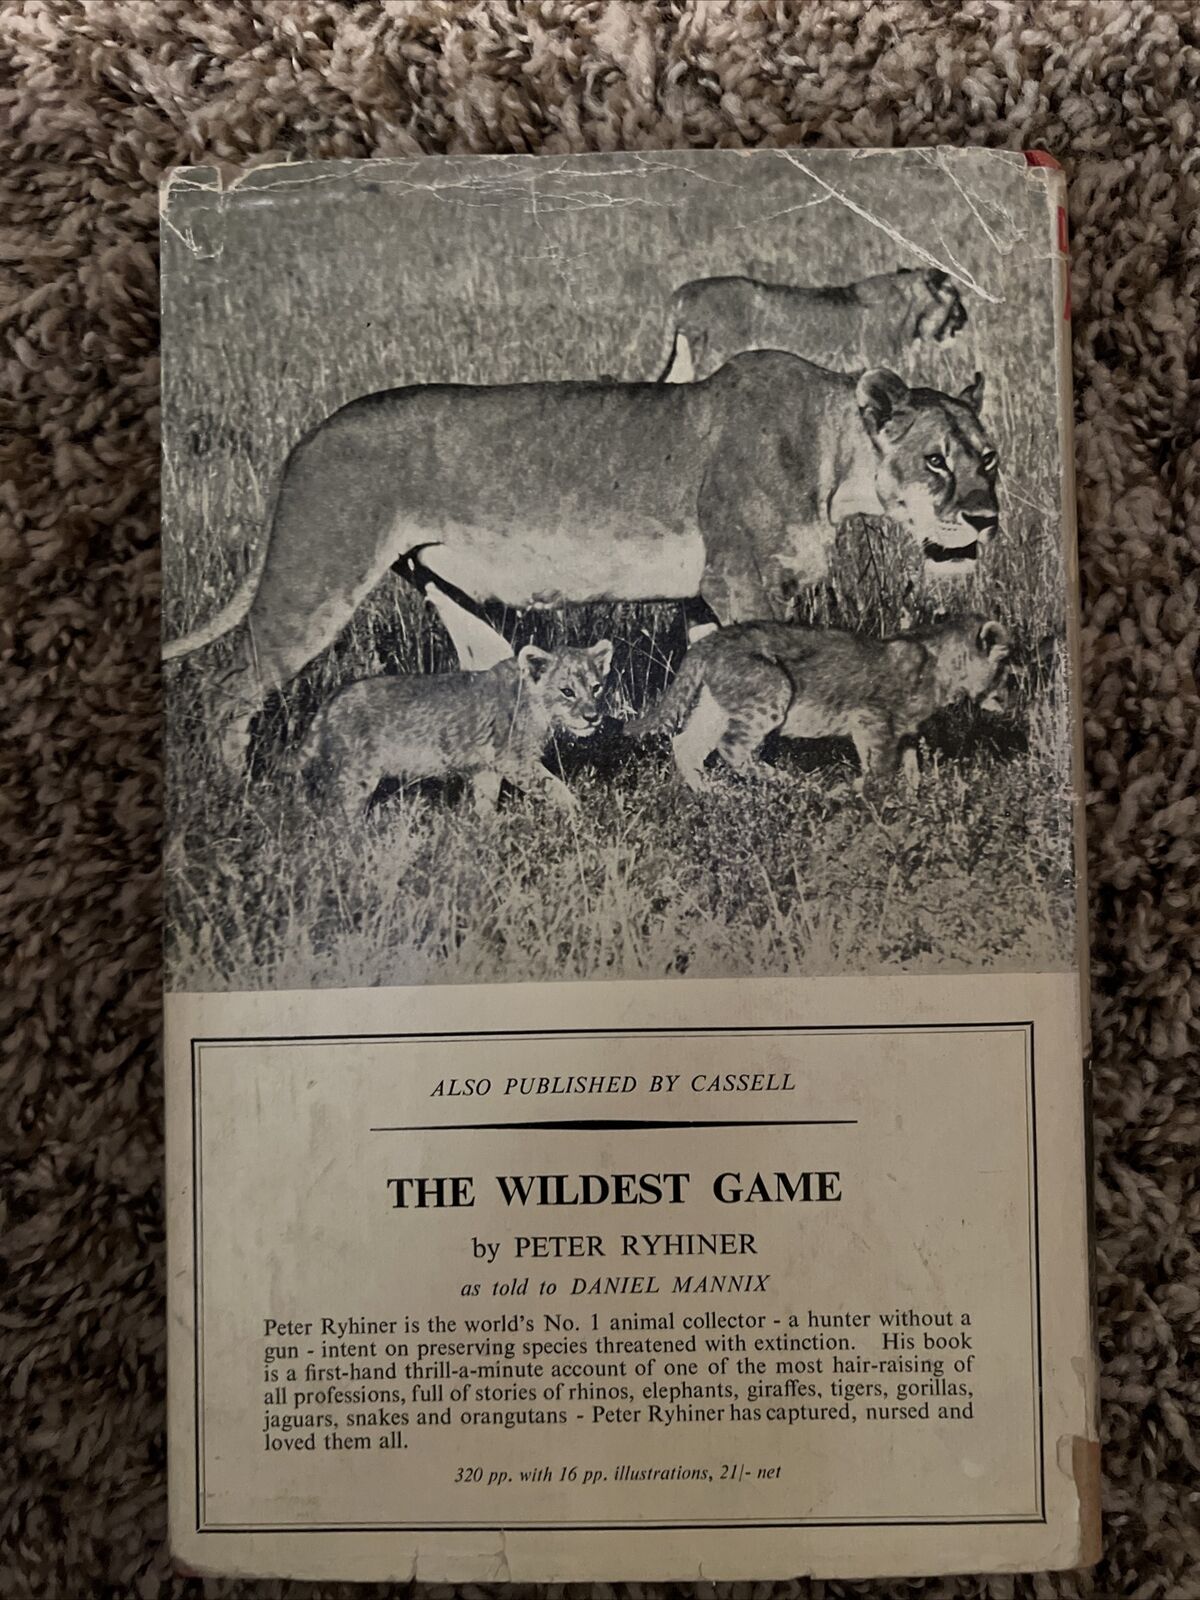 ALSO PUBLISHED BY CASSELL
THE WILDEST GAME
by PETER RYHINER
as told to DANIEL MANNIX
Peter Ryhiner is the world's No. 1 animal collector - a hunter without a
gun - intent on preserving species threatened with extinction. His book
is a first-hand thrill-a-minute account of one of the most hair-raising of
all professions, full of stories of rhinos, elephants, giraffes, tigers, gorillas,
jaguars, snakes and orangutans - Peter Ryhiner has captured, nursed and
loved them all.
320 pp. with 16 pp. illustrations, 21/- net